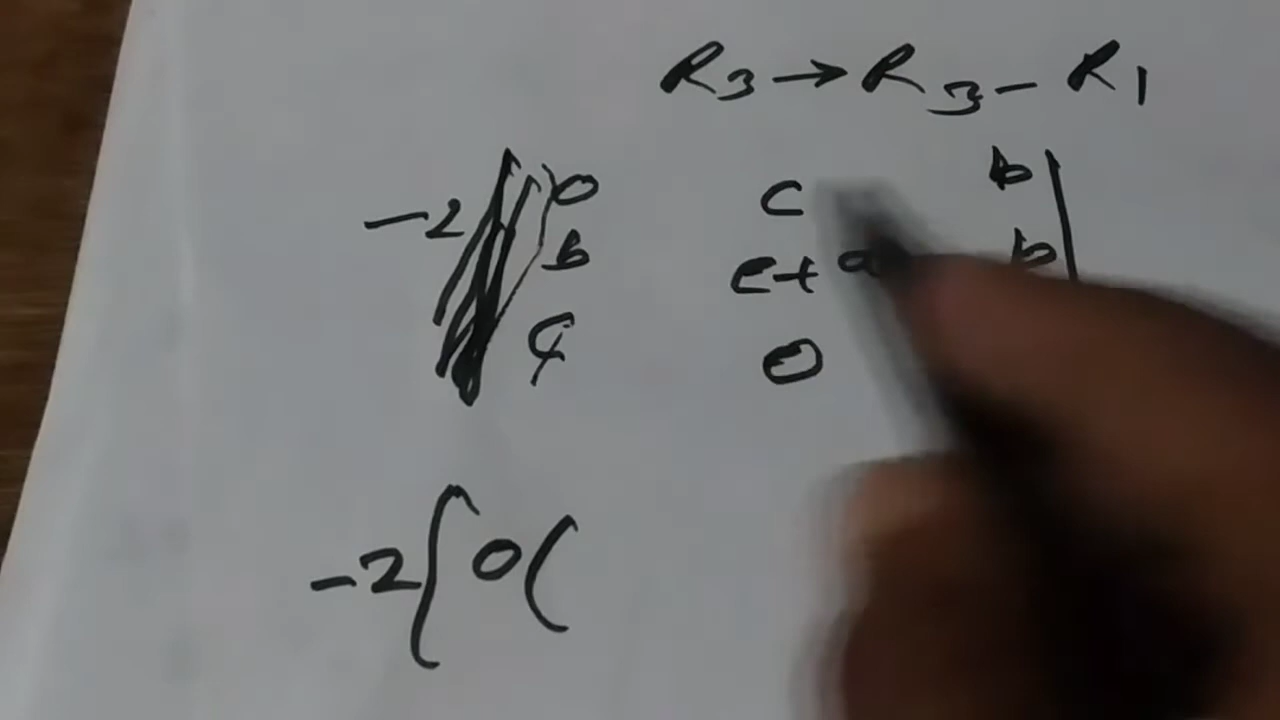 R3 → R3 - R1
-2 | 0 c b |
b c+a b
c 0
-2 [ 0 (